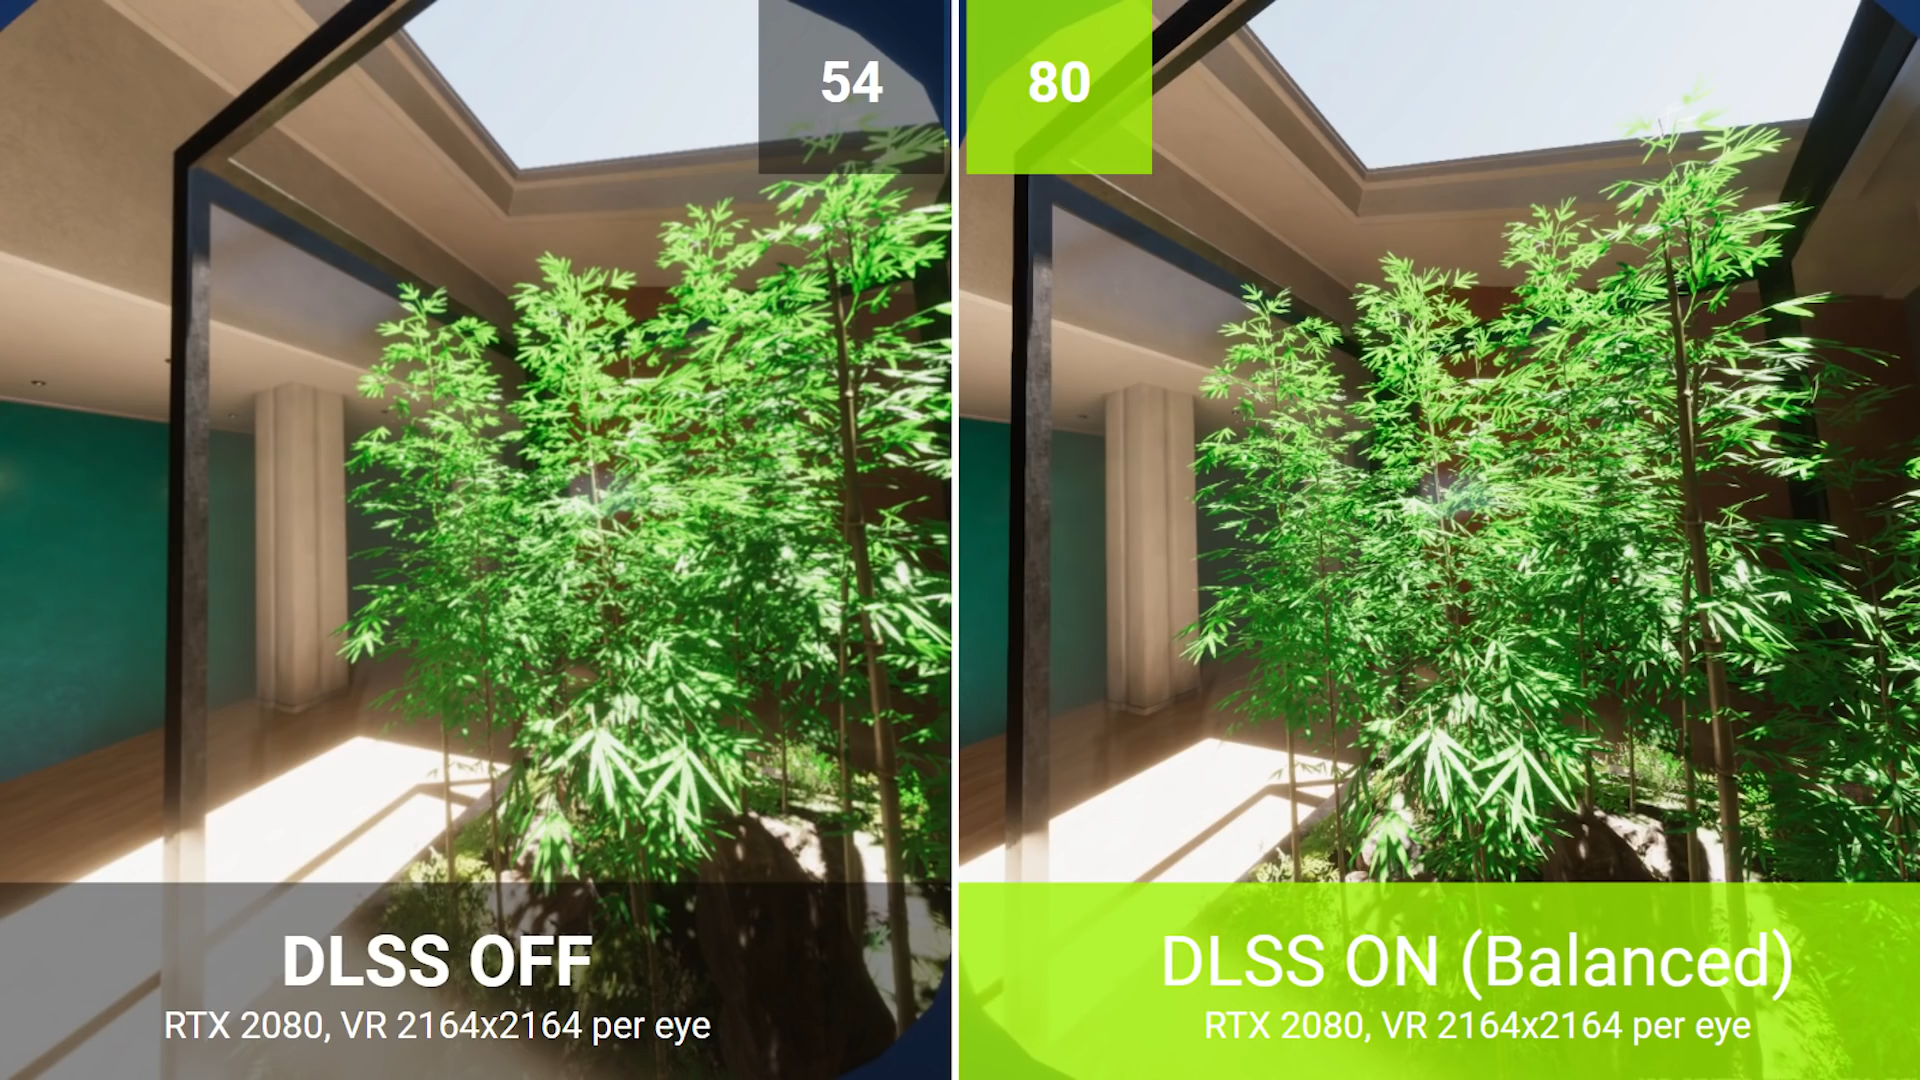 54
80
DLSS OFF
RTX 2080, VR 2164x2164 per eye
DLSS ON (Balanced)
RTX 2080, VR 2164x2164 per eye